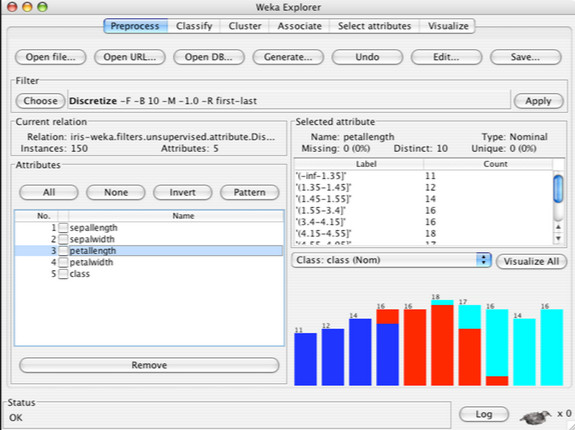 Weka Explorer
Preprocess Classify Cluster Associate Select attributes Visualize
Open file... Open URL... Open DB... Generate... Undo Edit... Save...
Filter
Choose Discretize -F -B 10 -M -1.0 -R first-last Apply
Current relation
Relation: iris-weka.filters.unsupervised.attribute.Dis...
Instances: 150 Attributes: 5
Attributes
All None Invert Pattern
No. Name
1 sepallength
2 sepalwidth
3 petallength
4 petalwidth
5 class
Remove
Selected attribute
Name: petallength Type: Nominal
Missing: 0 (0%) Distinct: 10 Unique: 0 (0%)
Label Count
'(-inf-1.35]' 11
'(1.35-1.45]' 12
'(1.45-1.55]' 14
'(1.55-3.4]' 16
'(3.4-4.15]' 16
'(4.15-4.55]' 18
'(4.55-4.95]' 17
Class: class (Nom) Visualize All
11 12 14 16 16 18 17 16 14 16
Status
OK
Log x 0